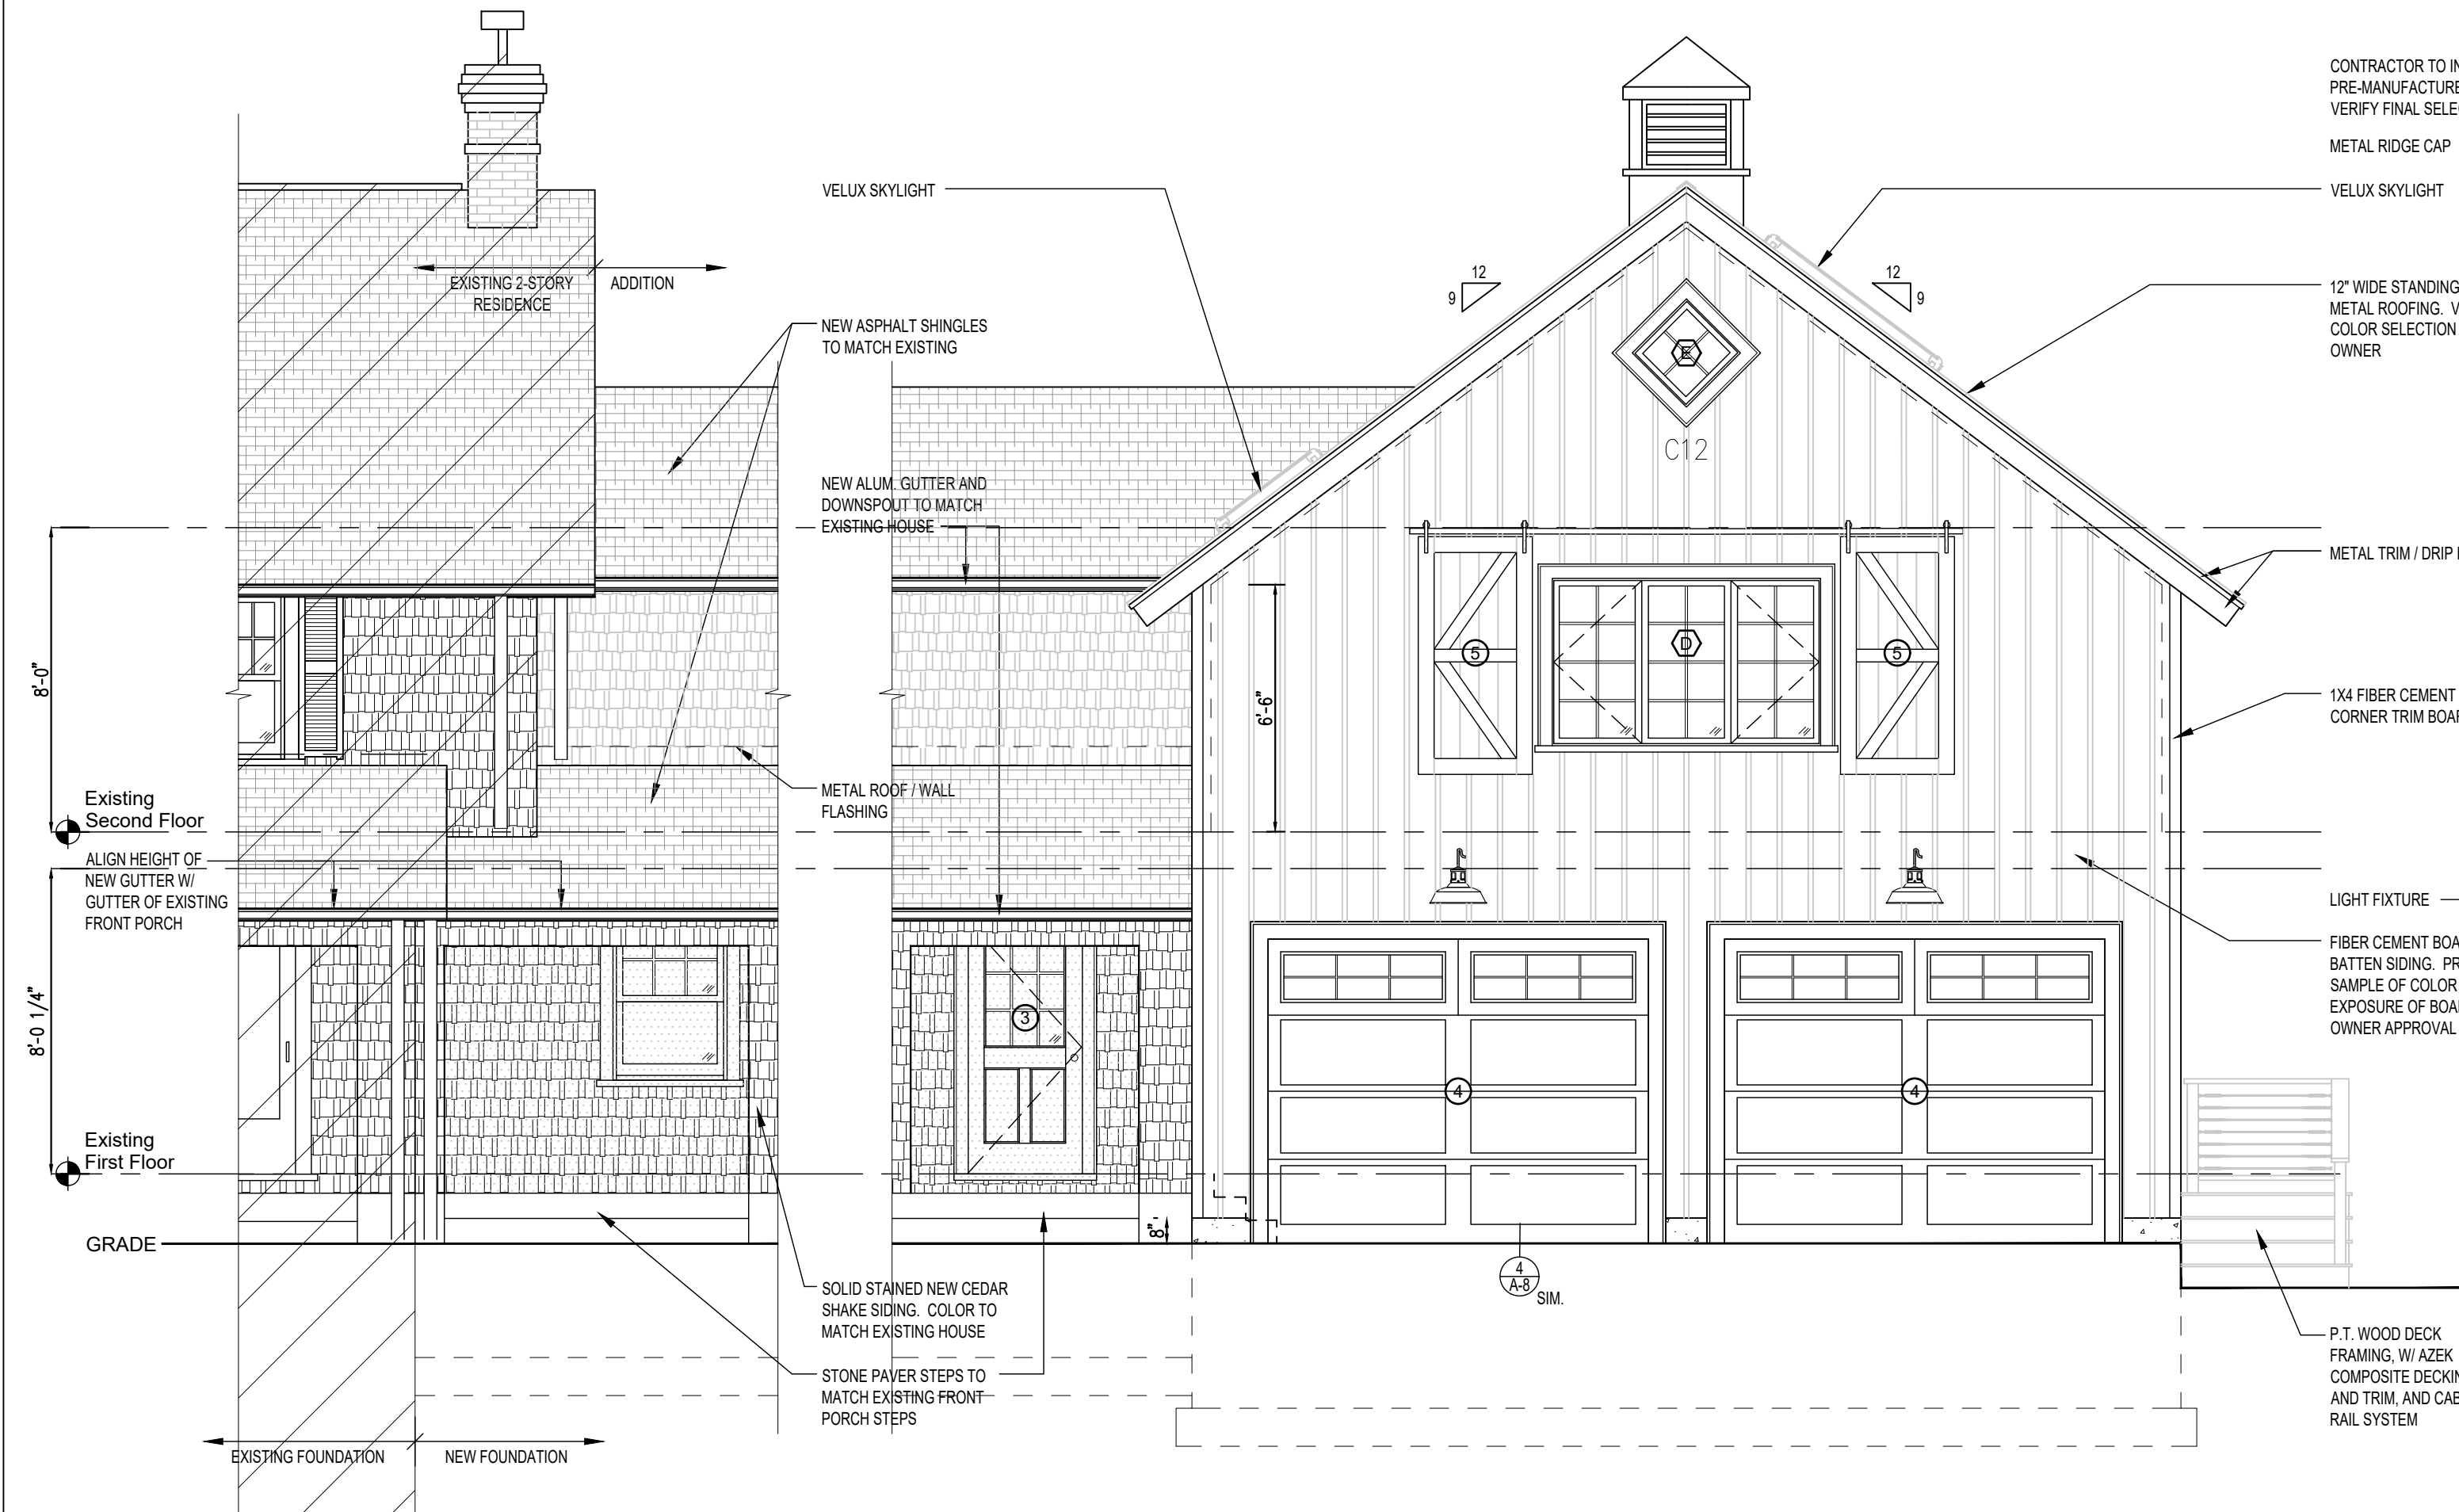 CONTRACTOR TO IN
PRE-MANUFACTURE
VERIFY FINAL SELE
METAL RIDGE CAP
VELUX SKYLIGHT
VELUX SKYLIGHT
EXISTING 2-STORY
RESIDENCE
ADDITION
12
9
12
9
12" WIDE STANDING
METAL ROOFING. V
COLOR SELECTION
OWNER
NEW ASPHALT SHINGLES
TO MATCH EXISTING
E
C12
NEW ALUM. GUTTER AND
DOWNSPOUT TO MATCH
EXISTING HOUSE
METAL TRIM / DRIP
8'-0"
6'-6"
5
D
5
1X4 FIBER CEMENT
CORNER TRIM BOAR
METAL ROOF / WALL
FLASHING
Existing
Second Floor
ALIGN HEIGHT OF
NEW GUTTER W/
GUTTER OF EXISTING
FRONT PORCH
LIGHT FIXTURE
FIBER CEMENT BOA
BATTEN SIDING. PR
SAMPLE OF COLOR
EXPOSURE OF BOA
OWNER APPROVAL
8'-0 1/4"
3
4
4
Existing
First Floor
GRADE
8"
4
A-8
SIM.
SOLID STAINED NEW CEDAR
SHAKE SIDING. COLOR TO
MATCH EXISTING HOUSE
STONE PAVER STEPS TO
MATCH EXISTING FRONT
PORCH STEPS
P.T. WOOD DECK
FRAMING, W/ AZEK
COMPOSITE DECKIN
AND TRIM, AND CAB
RAIL SYSTEM
EXISTING FOUNDATION
NEW FOUNDATION